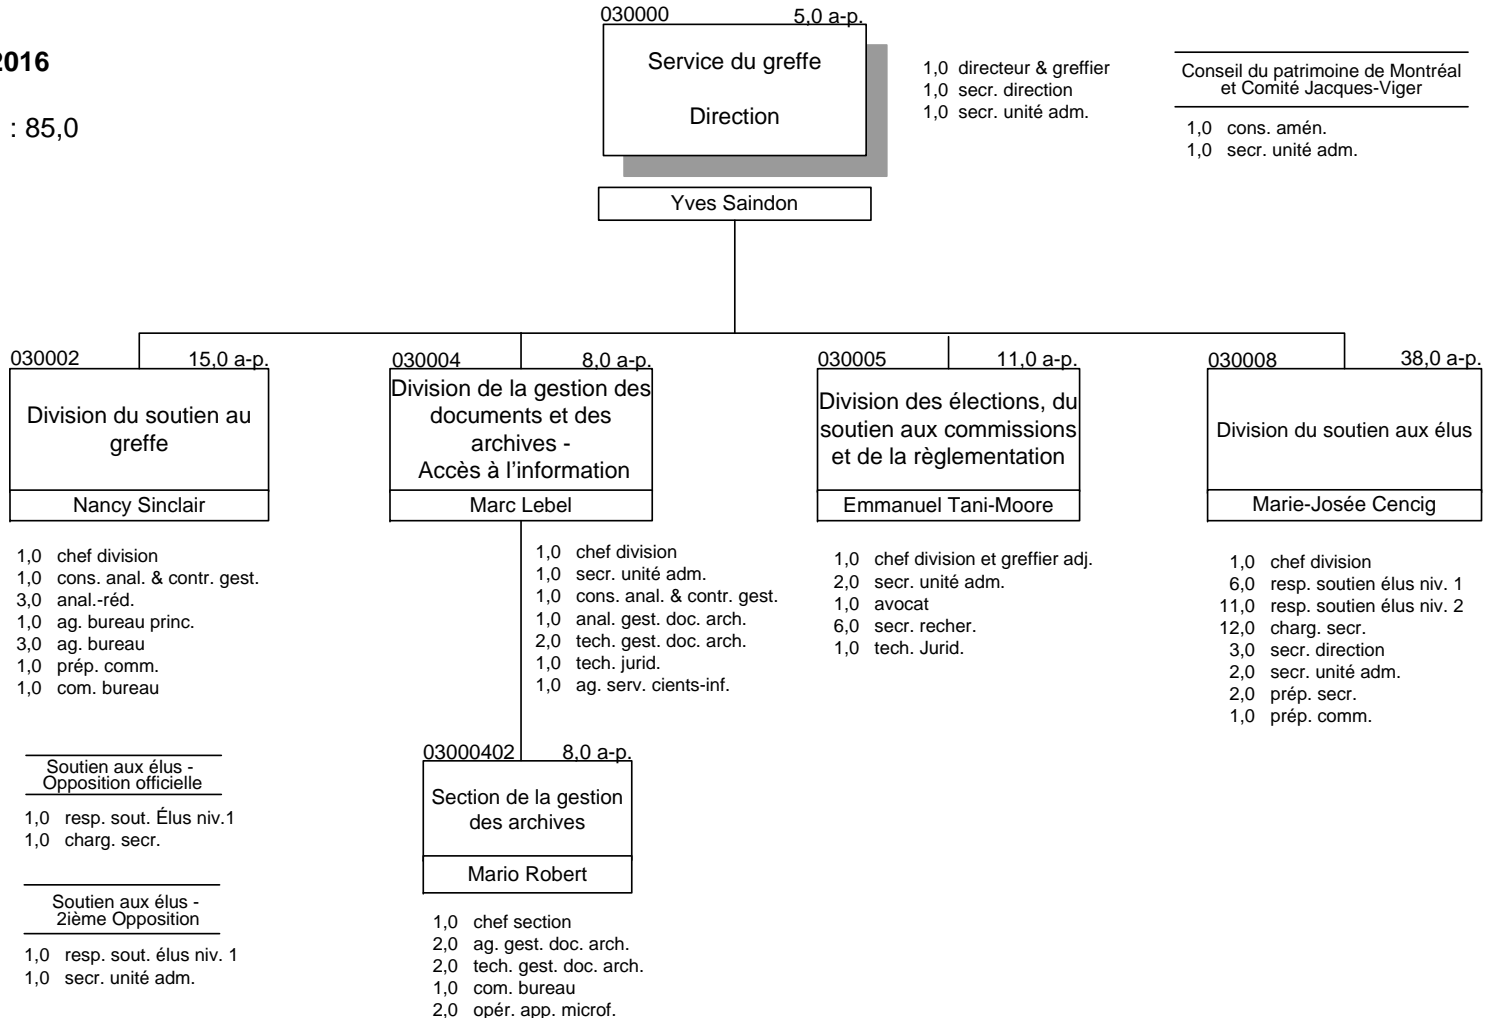 2016
: 85,0
030000 5,0 a-p.
Service du greffe
Direction
Yves Saindon
1,0 directeur & greffier
1,0 secr. direction
1,0 secr. unité adm.
Conseil du patrimoine de Montréal
et Comité Jacques-Viger
1,0 cons. amén.
1,0 secr. unité adm.
030002 15,0 a-p.
Division du soutien au
greffe
Nancy Sinclair
1,0 chef division
1,0 cons. anal. & contr. gest.
3,0 anal.-réd.
1,0 ag. bureau princ.
3,0 ag. bureau
1,0 prép. comm.
1,0 com. bureau
Soutien aux élus -
Opposition officielle
1,0 resp. sout. Élus niv.1
1,0 charg. secr.
Soutien aux élus -
2ième Opposition
1,0 resp. sout. élus niv. 1
1,0 secr. unité adm.
030004 8,0 a-p.
Division de la gestion des
documents et des
archives -
Accès à l'information
Marc Lebel
1,0 chef division
1,0 secr. unité adm.
1,0 cons. anal. & contr. gest.
1,0 anal. gest. doc. arch.
2,0 tech. gest. doc. arch.
1,0 tech. jurid.
1,0 ag. serv. cients-inf.
03000402 8,0 a-p.
Section de la gestion
des archives
Mario Robert
1,0 chef section
2,0 ag. gest. doc. arch.
2,0 tech. gest. doc. arch.
1,0 com. bureau
2,0 opér. app. microf.
030005 11,0 a-p.
Division des élections, du
soutien aux commissions
et de la règlementation
Emmanuel Tani-Moore
1,0 chef division et greffier adj.
2,0 secr. unité adm.
1,0 avocat
6,0 secr. recher.
1,0 tech. Jurid.
030008 38,0 a-p.
Division du soutien aux élus
Marie-Josée Cencig
1,0 chef division
6,0 resp. soutien élus niv. 1
11,0 resp. soutien élus niv. 2
12,0 charg. secr.
3,0 secr. direction
2,0 secr. unité adm.
2,0 prép. secr.
1,0 prép. comm.